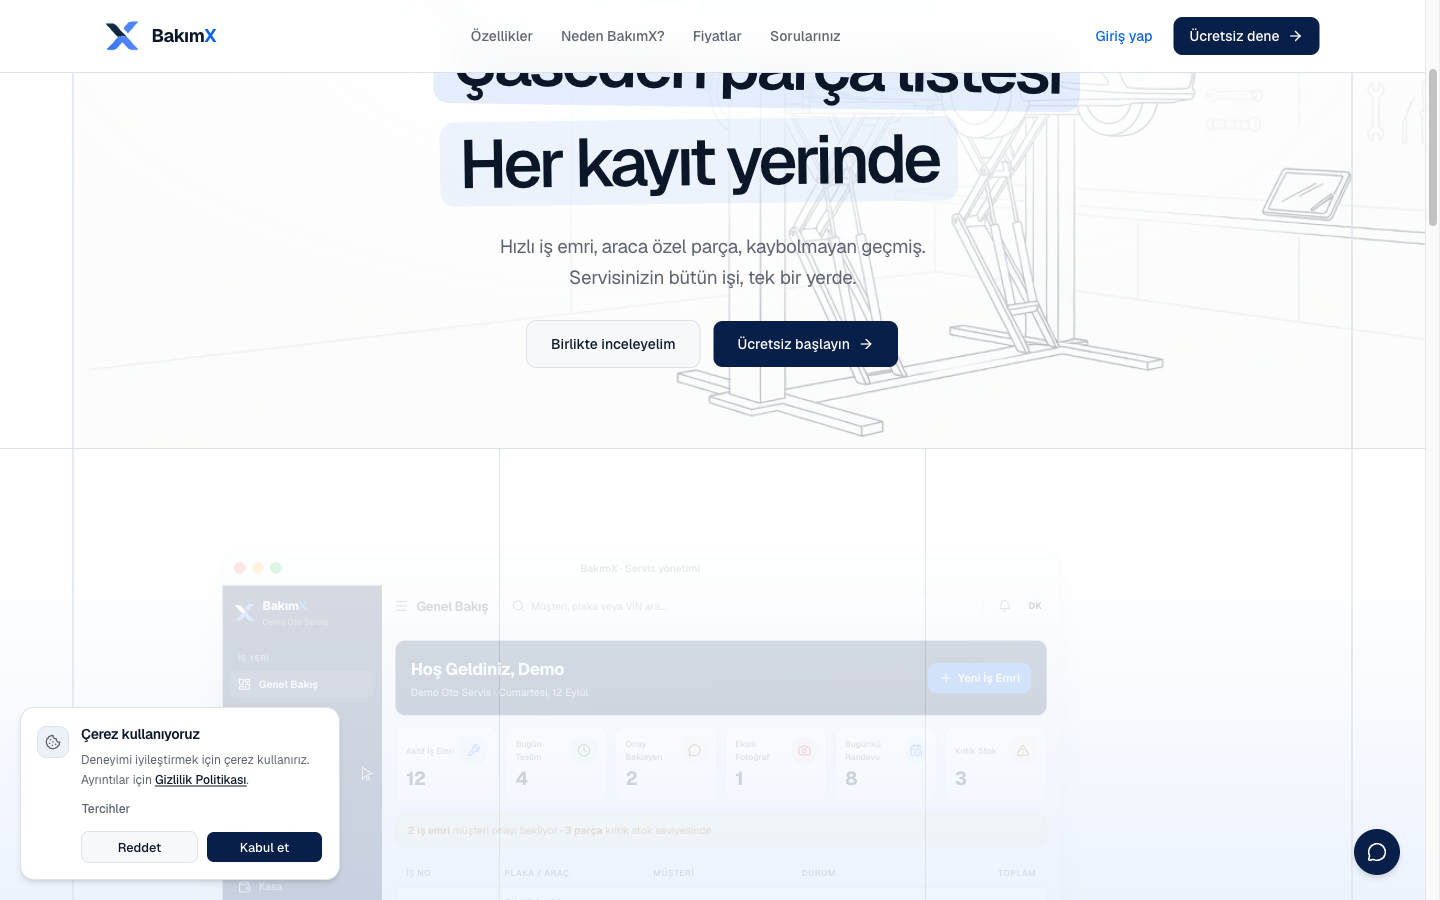 BakımX
Özellikler
Neden BakımX?
Fiyatlar
Sorularınız
Giriş yap
Ücretsiz dene
Şaseden parça listesi
Her kayıt yerinde
Hızlı iş emri, araca özel parça, kaybolmayan geçmiş.
Servisinizin bütün işi, tek bir yerde.
Birlikte inceleyelim
Ücretsiz başlayın
BakımX · Servis yönetimi
BakımX
Demo Oto Servis
Genel Bakış
Müşteri, plaka veya VIN ara...
DK
İŞ YERİ
Genel Bakış
Hoş Geldiniz, Demo
Demo Oto Servis · Cumartesi, 12 Eylül
Yeni İş Emri
Aktif İş Emri
12
Bugün
Teslim
4
Onay
Bekleyen
2
Eksik
Fotoğraf
1
Bugünkü
Randevu
8
Kritik Stok
3
2 iş emri müşteri onayı bekliyor · 3 parça kritik stok seviyesinde
İŞ NO
PLAKA / ARAÇ
MÜŞTERİ
DURUM
TOPLAM
Kasa
Çerez kullanıyoruz
Deneyimi iyileştirmek için çerez kullanırız.
Ayrıntılar için Gizlilik Politikası.
Tercihler
Reddet
Kabul et